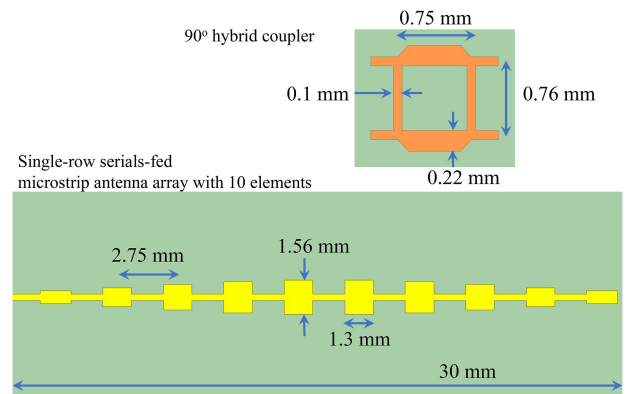 0.75 mm
90º hybrid coupler
0.1 mm
0.76 mm
0.22 mm
Single-row serials-fed
microstrip antenna array with 10 elements
2.75 mm
1.56 mm
1.3 mm
30 mm